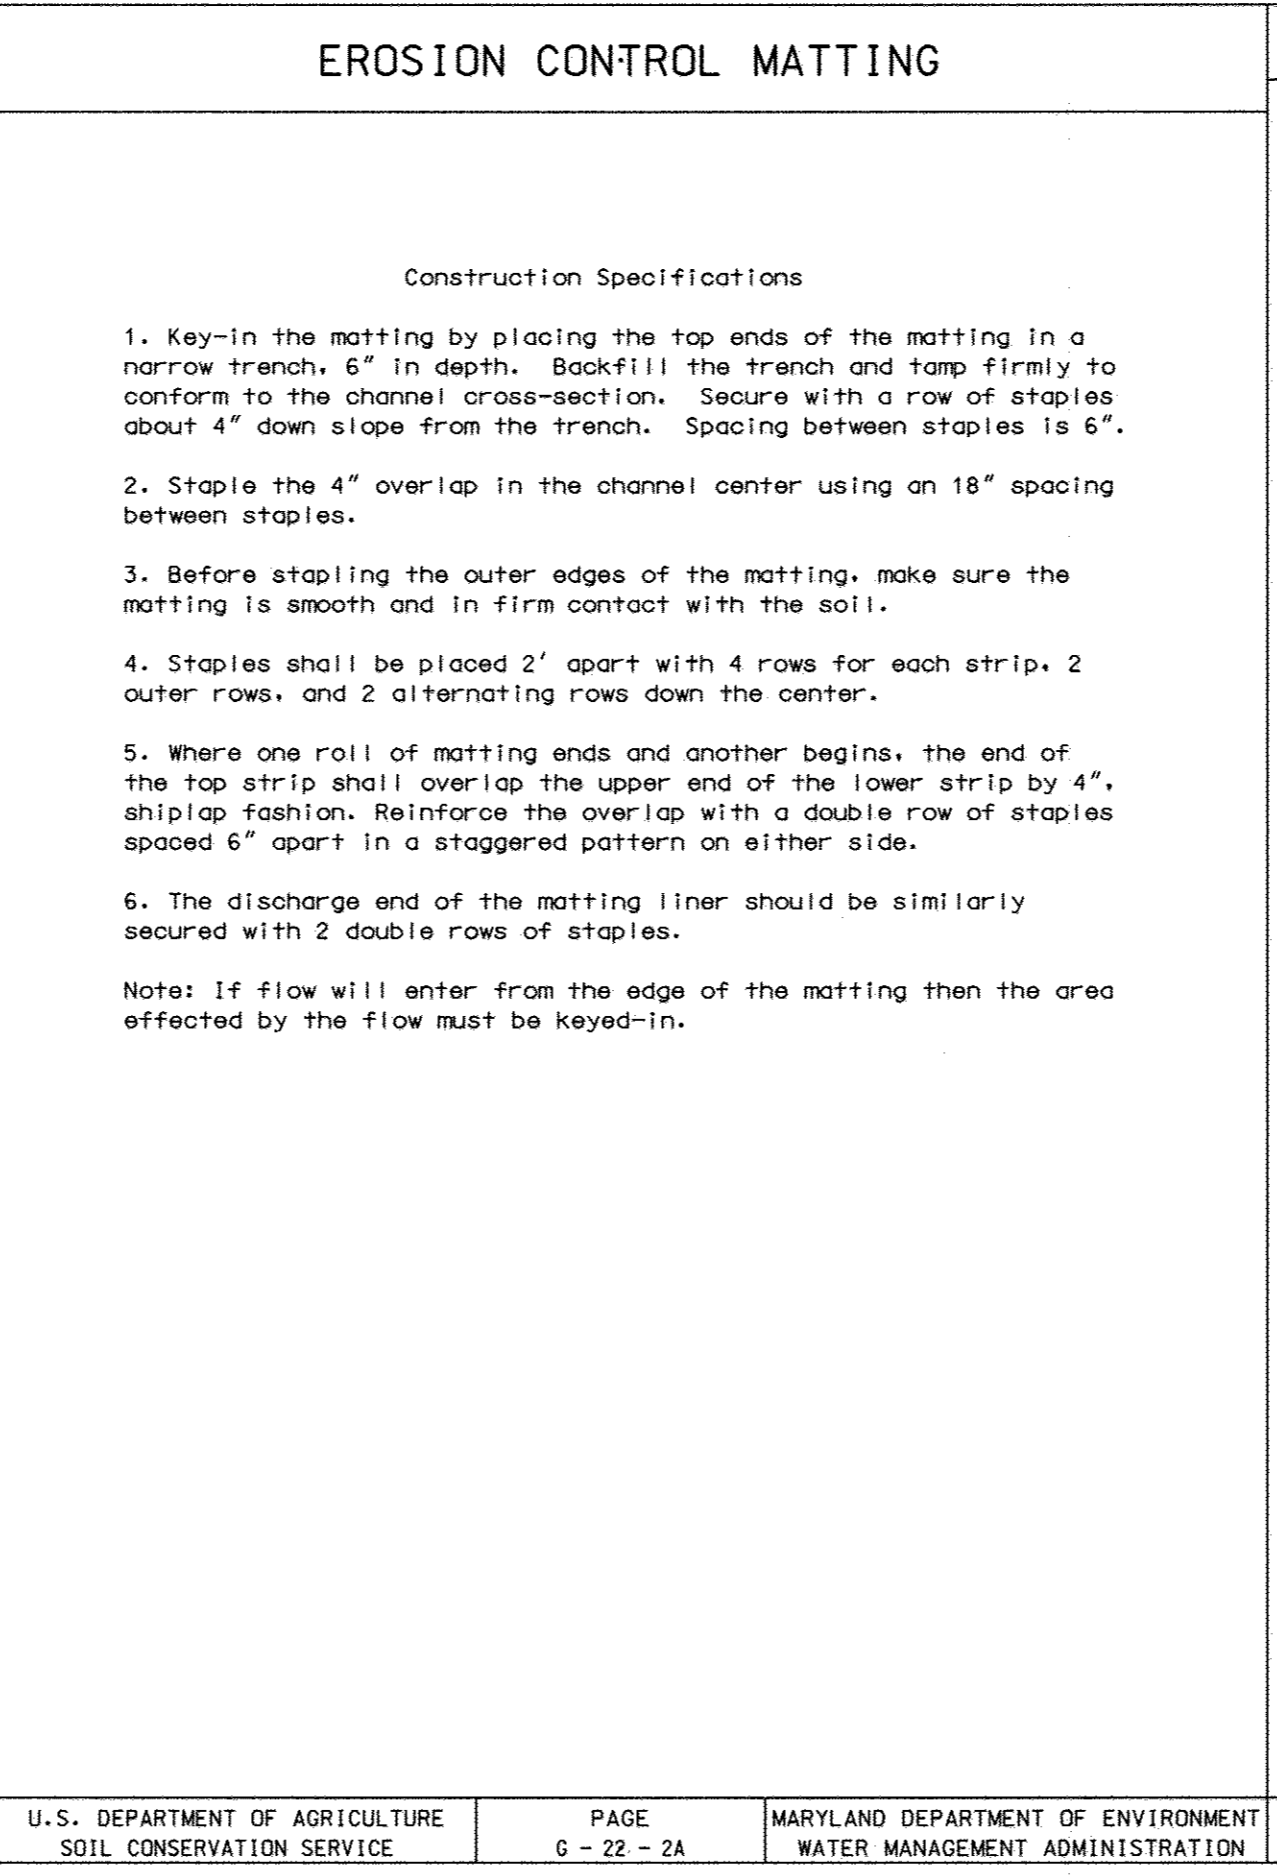 EROSION CONTROL MATTING
Construction Specifications
1. Key-in the matting by placing the top ends of the matting in a
narrow trench, 6" in depth. Backfill the trench and tamp firmly to
conform to the channel cross-section. Secure with a row of staples
about 4" down slope from the trench. Spacing between staples is 6".
2. Staple the 4" overlap in the channel center using an 18" spacing
between staples.
3. Before stapling the outer edges of the matting, make sure the
matting is smooth and in firm contact with the soil.
4. Staples shall be placed 2' apart with 4 rows for each strip, 2
outer rows, and 2 alternating rows down the center.
5. Where one roll of matting ends and another begins, the end of
the top strip shall overlap the upper end of the lower strip by 4",
shiplap fashion. Reinforce the overlap with a double row of staples
spaced 6" apart in a staggered pattern on either side.
6. The discharge end of the matting liner should be similarly
secured with 2 double rows of staples.
Note: If flow will enter from the edge of the matting then the area
effected by the flow must be keyed-in.
U.S. DEPARTMENT OF AGRICULTURE
SOIL CONSERVATION SERVICE
PAGE
G - 22 - 2A
MARYLAND DEPARTMENT OF ENVIRONMENT
WATER MANAGEMENT ADMINISTRATION